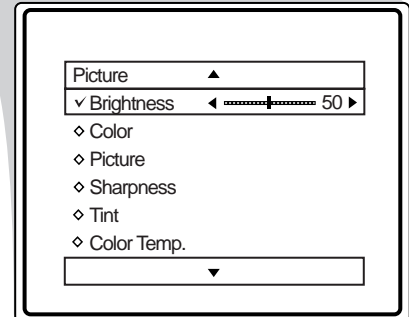 Picture
Brightness 50
Color
Picture
Sharpness
Tint
Color Temp.